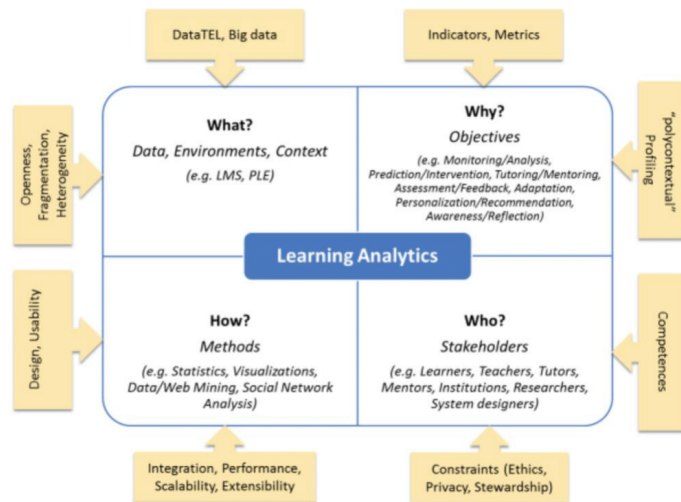 DataTEL, Big data
Indicators, Metrics
Openness,
Fragmentation,
Heterogeneity
What?
Data, Environments, Context
(e.g. LMS, PLE)
Why?
Objectives
(e.g. Monitoring/Analysis,
Prediction/Intervention, Tutoring/Mentoring,
Assessment/Feedback, Adaptation,
Personalization/Recommendation,
Awareness/Reflection)
"polycontextual"
Profiling
Learning Analytics
Design, Usability
How?
Methods
(e.g. Statistics, Visualizations,
Data/Web Mining, Social Network
Analysis)
Who?
Stakeholders
(e.g. Learners, Teachers, Tutors,
Mentors, Institutions, Researchers,
System designers)
Competences
Integration, Performance,
Scalability, Extensibility
Constraints (Ethics,
Privacy, Stewardship)